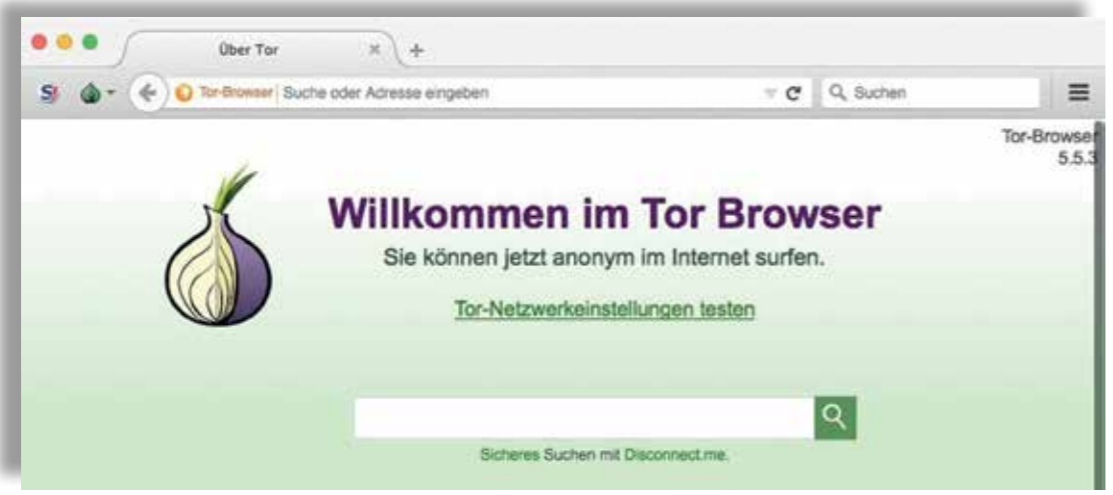 Über Tor
Tor-Browser Suche oder Adresse eingeben Suchen
Tor-Browser
5.5.3
Willkommen im Tor Browser
Sie können jetzt anonym im Internet surfen.
Tor-Netzwerkeinstellungen testen
Sicheres Suchen mit Disconnect.me.